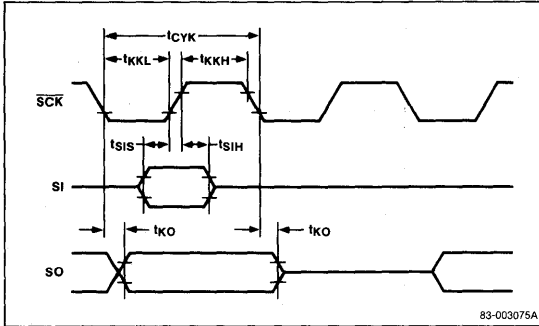 tCYK
tKKL tKKH
SCK
tSIS tSIH
SI
tKO tKO
SO
83-003075A